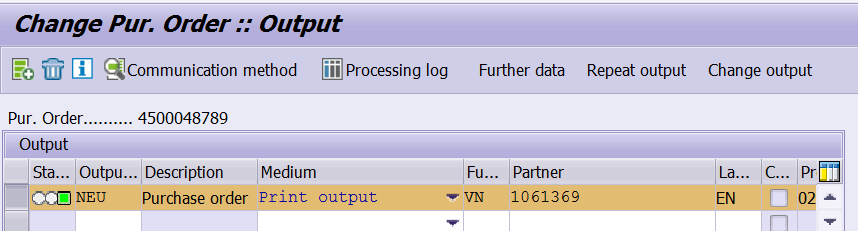 Change Pur. Order :: Output
Communication method Processing log Further data Repeat output Change output
Pur. Order.......... 4500048789
Output
Sta... Outpu... Description Medium Fu... Partner La... C... Pr
NEU Purchase order Print output VN 1061369 EN 02